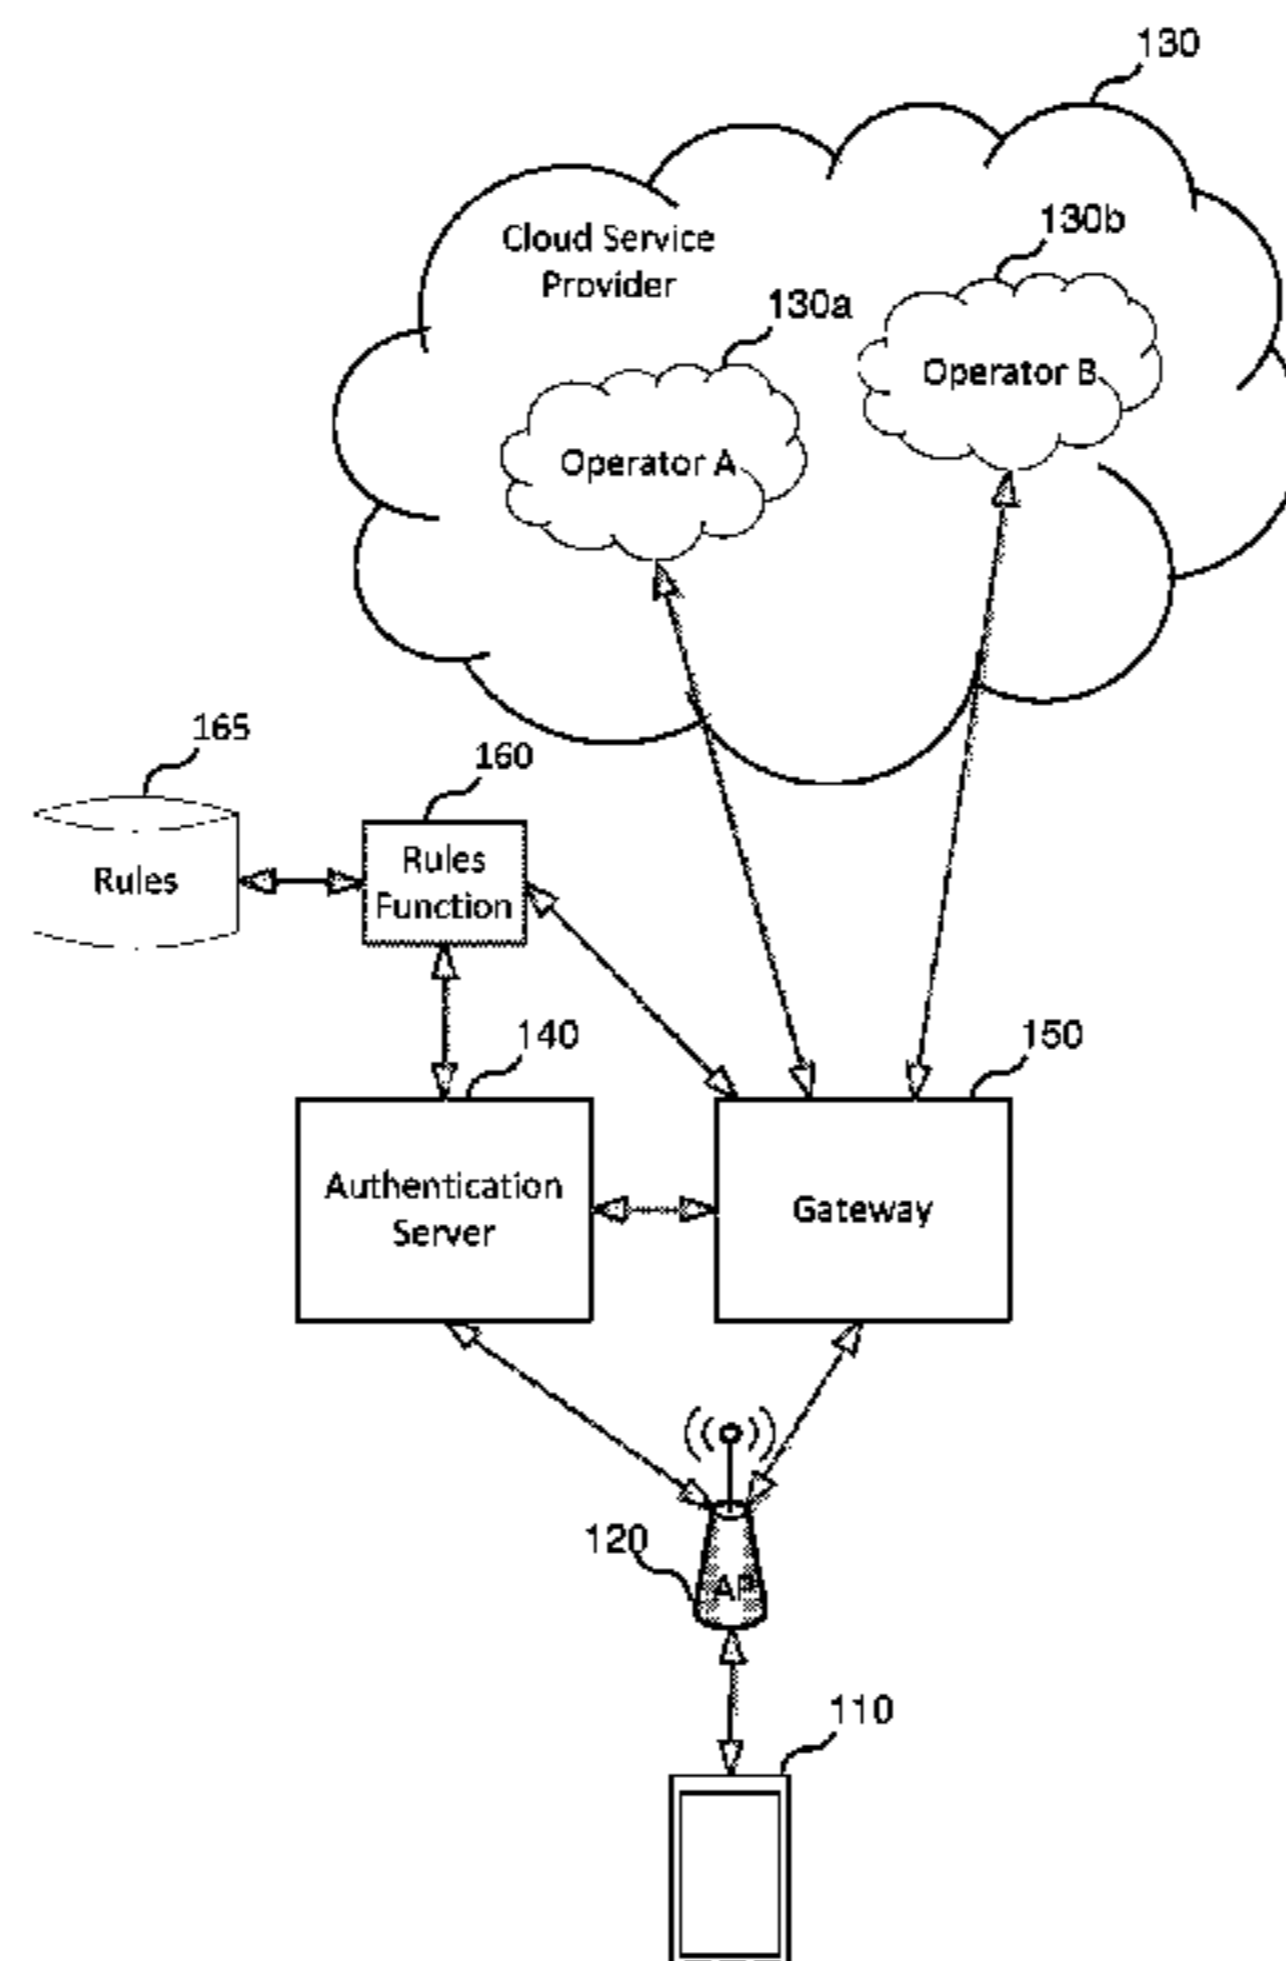 130
Cloud Service
Provider
130b
130a
Operator B
Operator A
165
160
Rules
Rules
Function
140
150
Authentication
Server
Gateway
120
AP
110